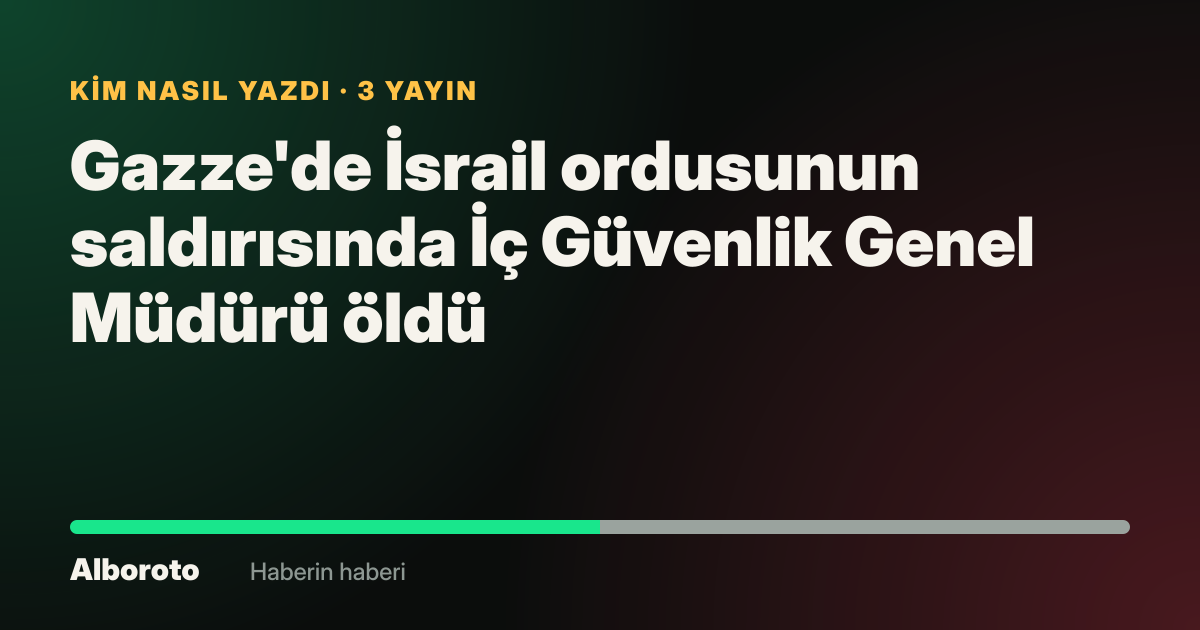 KİM NASIL YAZDI · 3 YAYIN
Gazze'de İsrail ordusunun
saldırısında İç Güvenlik Genel
Müdürü öldü
Alboroto
Haberin haberi